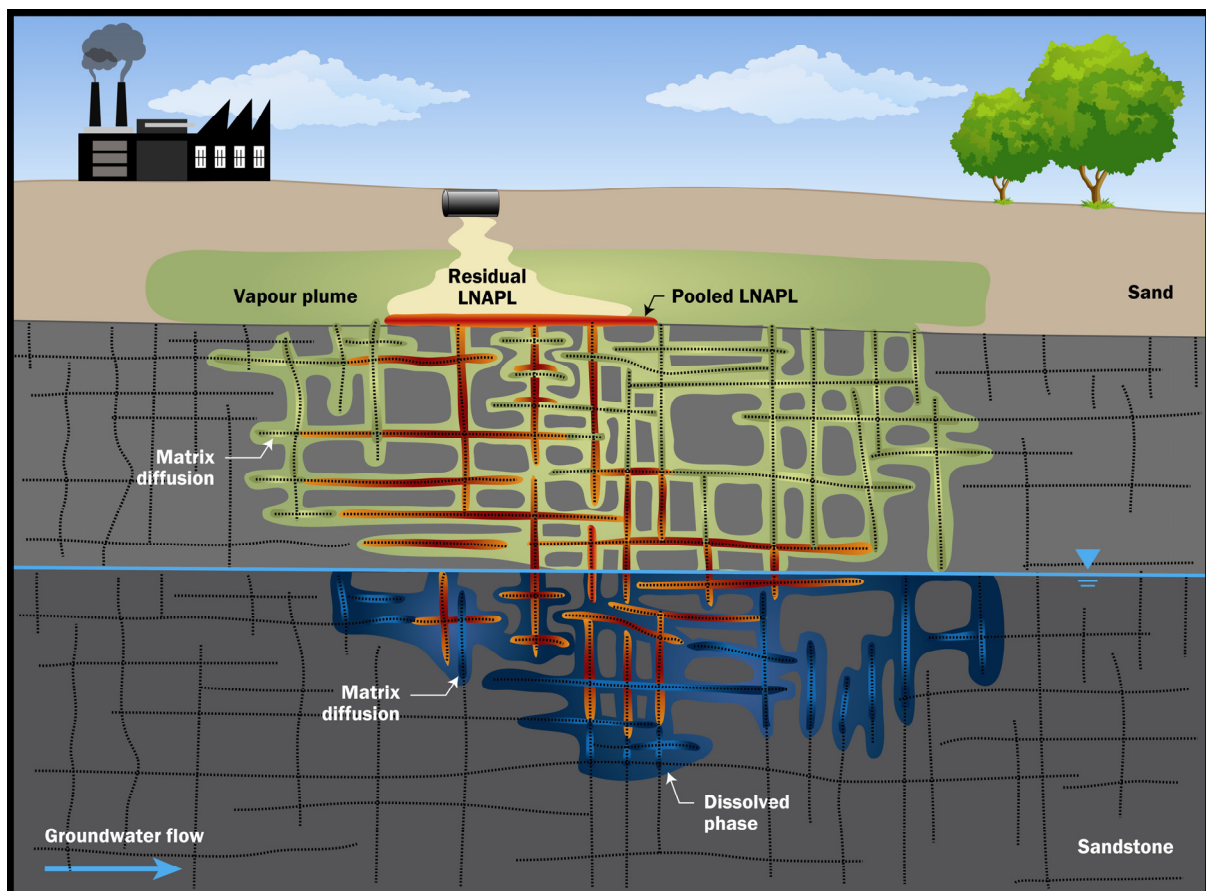 Residual
LNAPL
Vapour plume
Pooled LNAPL
Sand
Matrix
diffusion
Matrix
diffusion
Dissolved
phase
Groundwater flow
Sandstone